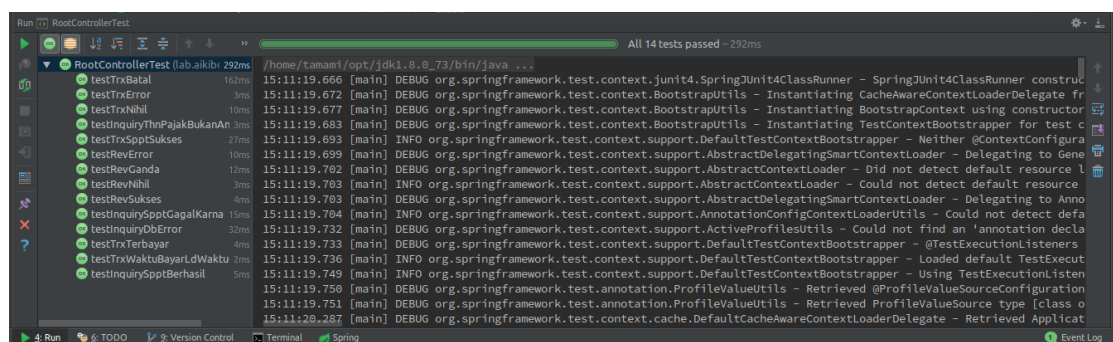 Run RootControllerTest
All 14 tests passed – 292ms
RootControllerTest (lab.aikibo 292ms
testTrxBatal 162ms
testTrxError 3ms
testTrxNihil 10ms
testInquiryThnPajakBukanAn 3ms
testTrxSpptSukses 27ms
testRevError 10ms
testRevGanda 12ms
testRevNihil 3ms
testRevSukses 4ms
testInquirySpptGagalKarna 15ms
testInquiryDbError 32ms
testTrxTerbayar 4ms
testTrxWaktuBayarLdWaktu 2ms
testInquirySpptBerhasil 5ms
/home/tamami/opt/jdk1.8.0_73/bin/java ...
15:11:19.666 [main] DEBUG org.springframework.test.context.junit4.SpringJUnit4ClassRunner – SpringJUnit4ClassRunner construc
15:11:19.672 [main] DEBUG org.springframework.test.context.BootstrapUtils – Instantiating CacheAwareContextLoaderDelegate fr
15:11:19.677 [main] DEBUG org.springframework.test.context.BootstrapUtils – Instantiating BootstrapContext using constructor
15:11:19.683 [main] DEBUG org.springframework.test.context.BootstrapUtils – Instantiating TestContextBootstrapper for test c
15:11:19.693 [main] INFO org.springframework.test.context.support.DefaultTestContextBootstrapper – Neither @ContextConfigura
15:11:19.699 [main] DEBUG org.springframework.test.context.support.AbstractDelegatingSmartContextLoader – Delegating to Gene
15:11:19.702 [main] DEBUG org.springframework.test.context.support.AbstractContextLoader – Did not detect default resource l
15:11:19.703 [main] INFO org.springframework.test.context.support.AbstractContextLoader – Could not detect default resource
15:11:19.703 [main] DEBUG org.springframework.test.context.support.AbstractDelegatingSmartContextLoader – Delegating to Anno
15:11:19.704 [main] INFO org.springframework.test.context.support.AnnotationConfigContextLoaderUtils – Could not detect defa
15:11:19.732 [main] DEBUG org.springframework.test.context.support.ActiveProfilesUtils – Could not find an 'annotation decla
15:11:19.733 [main] DEBUG org.springframework.test.context.support.DefaultTestContextBootstrapper – @TestExecutionListeners
15:11:19.736 [main] INFO org.springframework.test.context.support.DefaultTestContextBootstrapper – Loaded default TestExecut
15:11:19.749 [main] INFO org.springframework.test.context.support.DefaultTestContextBootstrapper – Using TestExecutionListen
15:11:19.750 [main] DEBUG org.springframework.test.annotation.ProfileValueUtils – Retrieved @ProfileValueSourceConfiguration
15:11:19.751 [main] DEBUG org.springframework.test.annotation.ProfileValueUtils – Retrieved ProfileValueSource type [class o
15:11:20.287 [main] DEBUG org.springframework.test.context.cache.DefaultCacheAwareContextLoaderDelegate – Retrieved Applicat
4: Run 6: TODO 9: Version Control Terminal Spring 1 Event Log